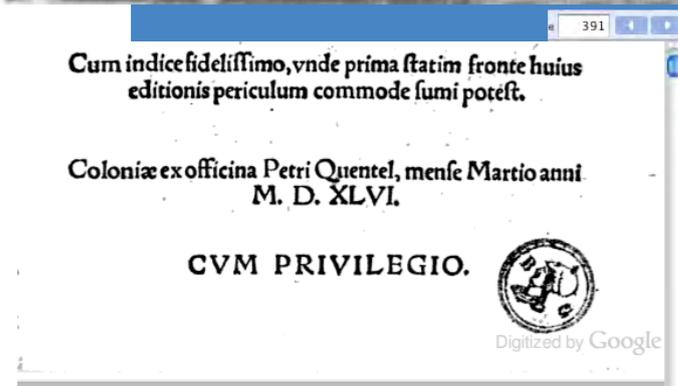 391
Cum indice fideliſſimo, vnde prima ſtatim fronte huius
editionis periculum commode ſumi poteſt.
Coloniæ ex officina Petri Quentel, menſe Martio anni
M. D. XLVI.
CVM PRIVILEGIO.
Digitized by Google